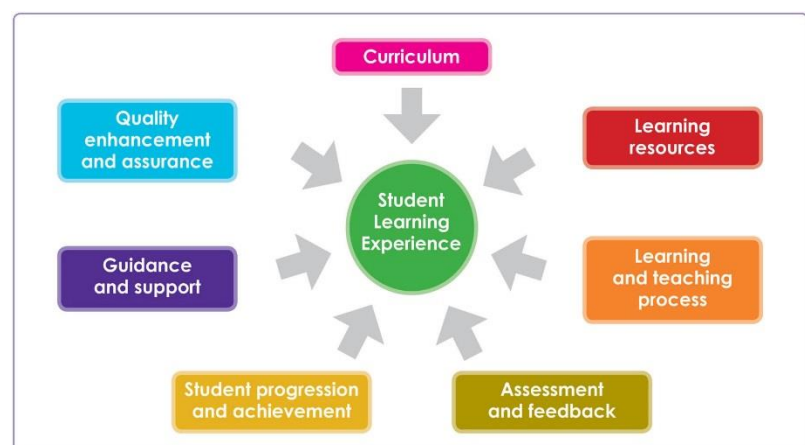 Curriculum
Quality
enhancement
and assurance
Learning
resources
Student
Learning
Experience
Guidance
and support
Learning
and teaching
process
Student progression
and achievement
Assessment
and feedback